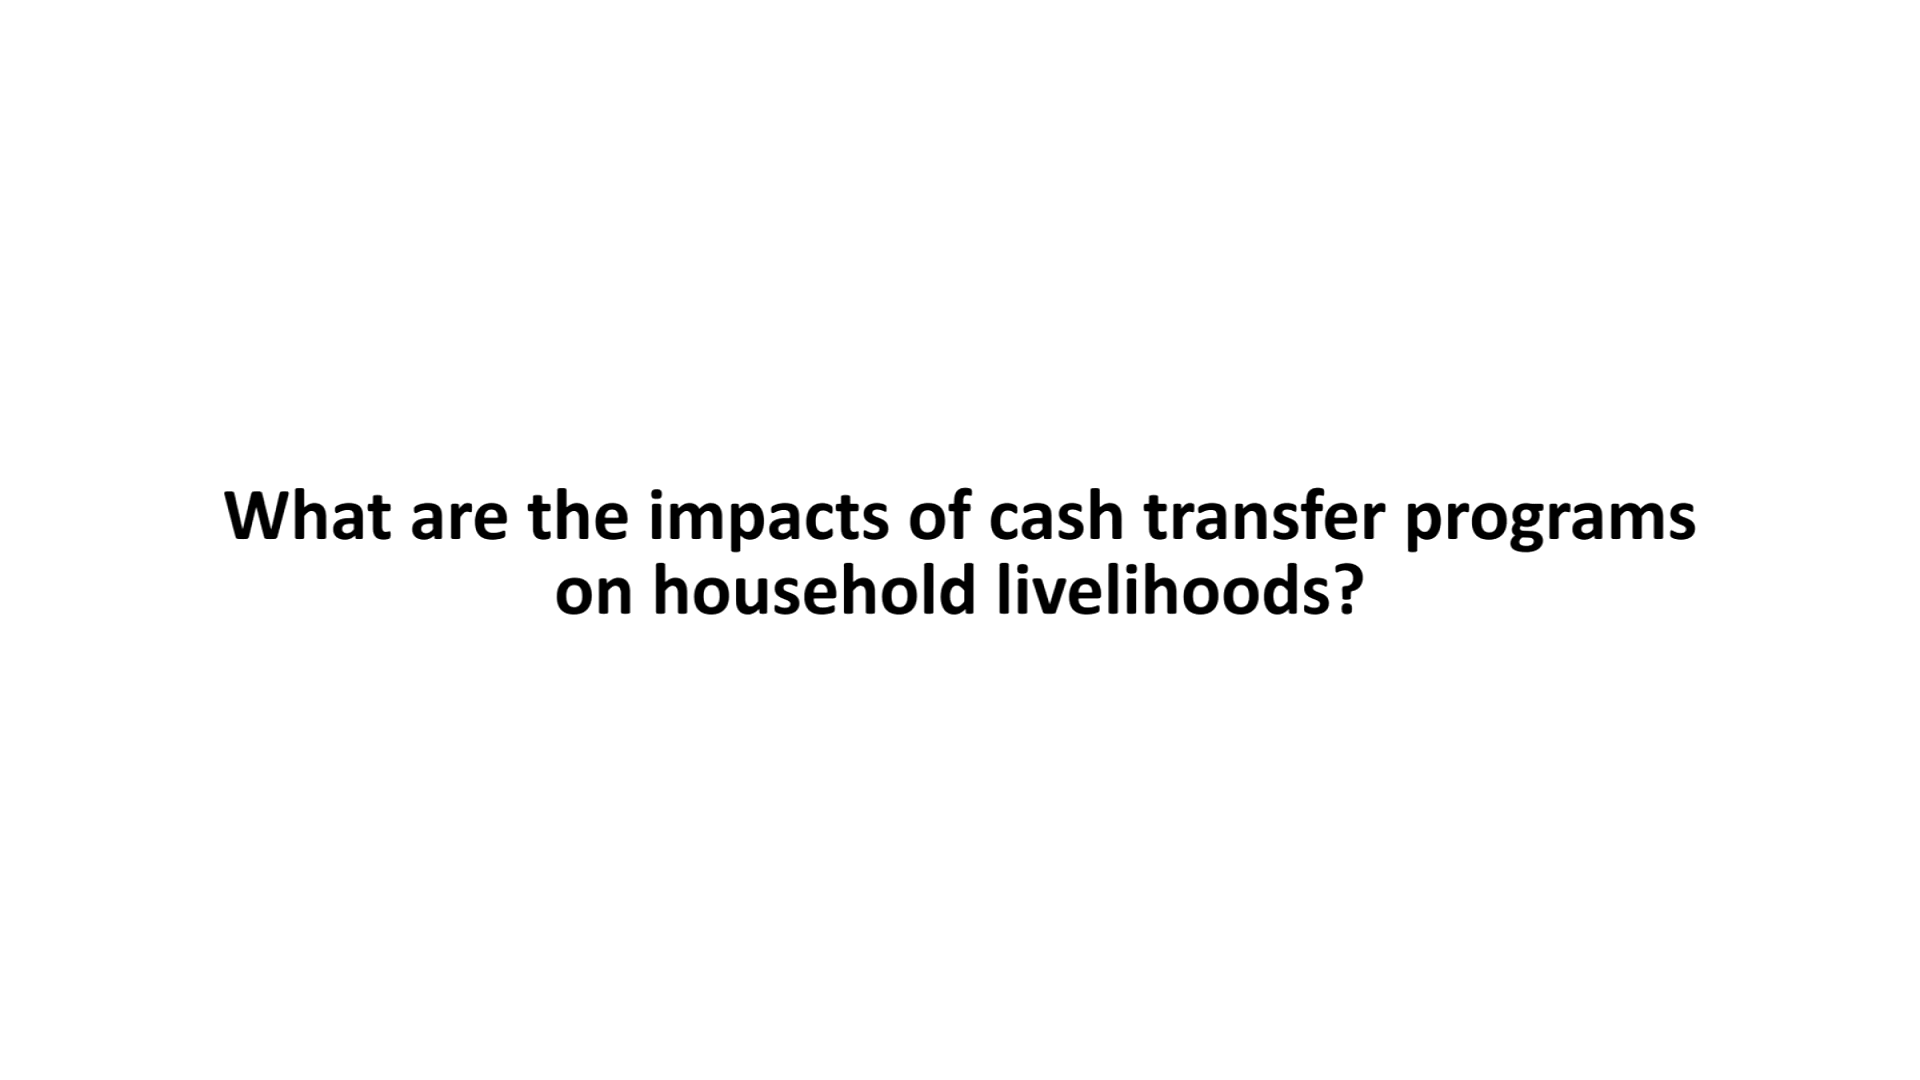 What are the impacts of cash transfer programs
on household livelihoods?